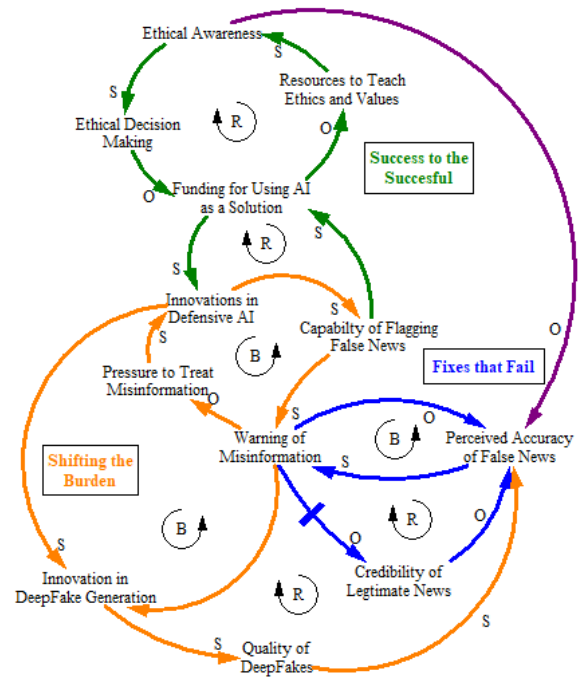 Ethical Awareness
S
S
Resources to Teach
Ethics and Values
Ethical Decision
Making
R
O
O
Success to the
Succesful
Funding for Using AI
as a Solution
R
S
S
Innovations in
Defensive AI
S
Capabilty of Flagging
False News
O
S
B
Pressure to Treat
Misinformation
Fixes that Fail
O
S
O
Warning of
Misinformation
B
Perceived Accuracy
of False News
S
Shifting the
Burden
B
R
O
O
S
Innovation in
DeepFake Generation
Credibility of
Legtimate News
R
S
Quality of
DeepFakes
S